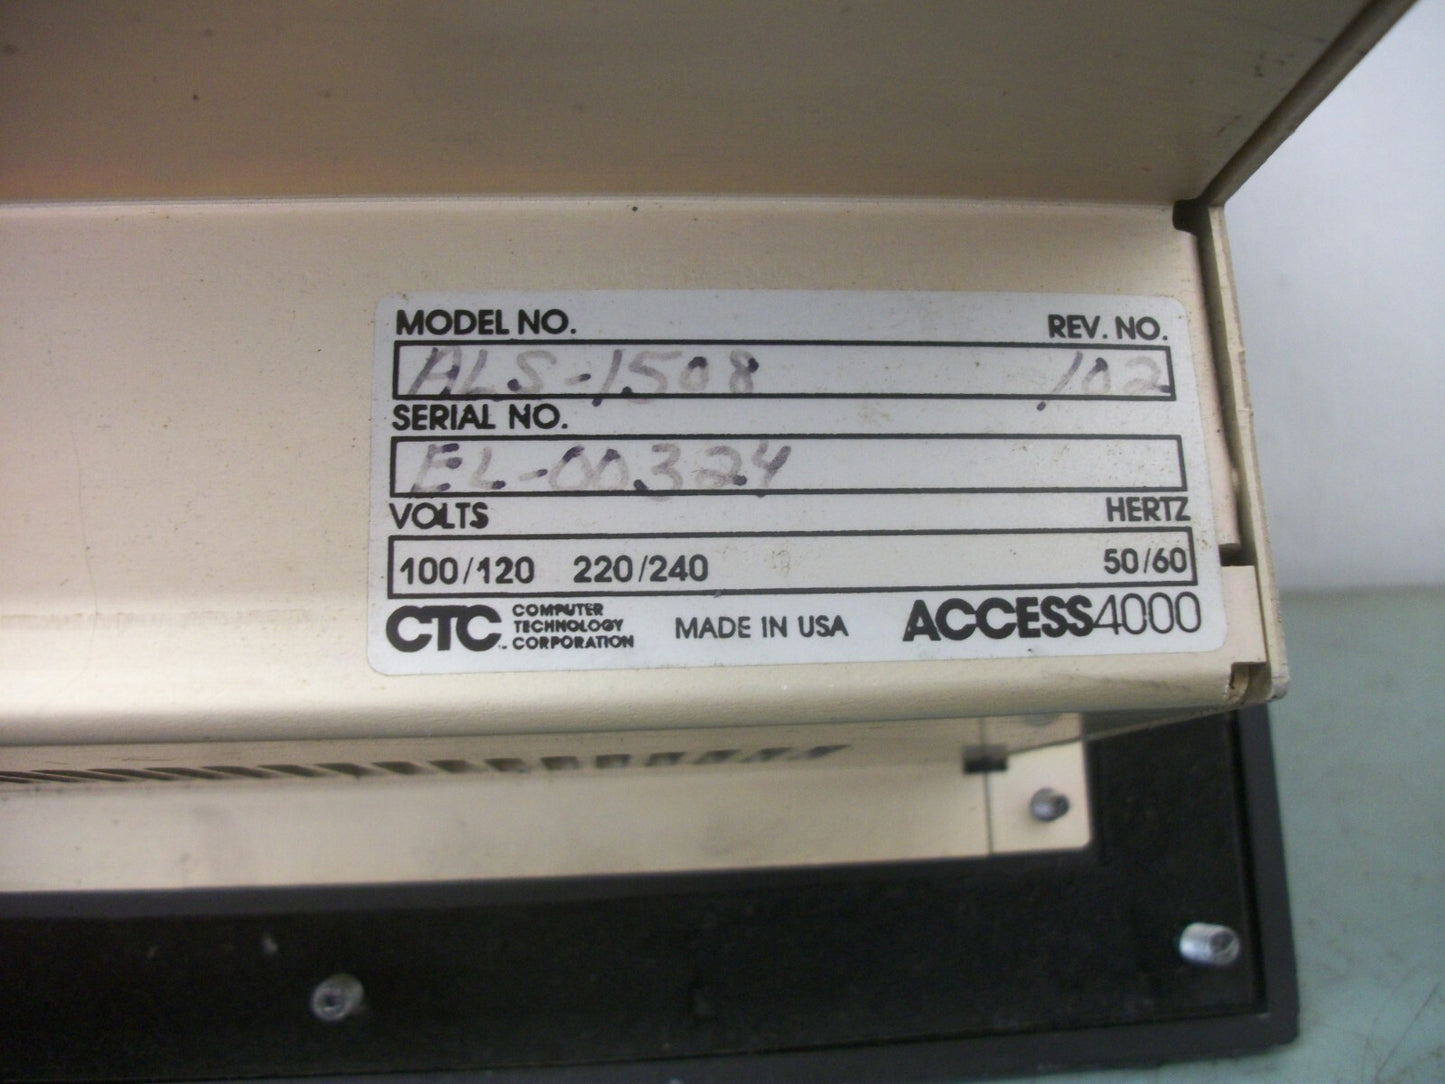 MODEL NO. REV. NO.
ALS-1508 102
SERIAL NO.
EL-00324
VOLTS HERTZ
100/120 220/240 50/60
CTC COMPUTER TECHNOLOGY CORPORATION MADE IN USA ACCESS4000